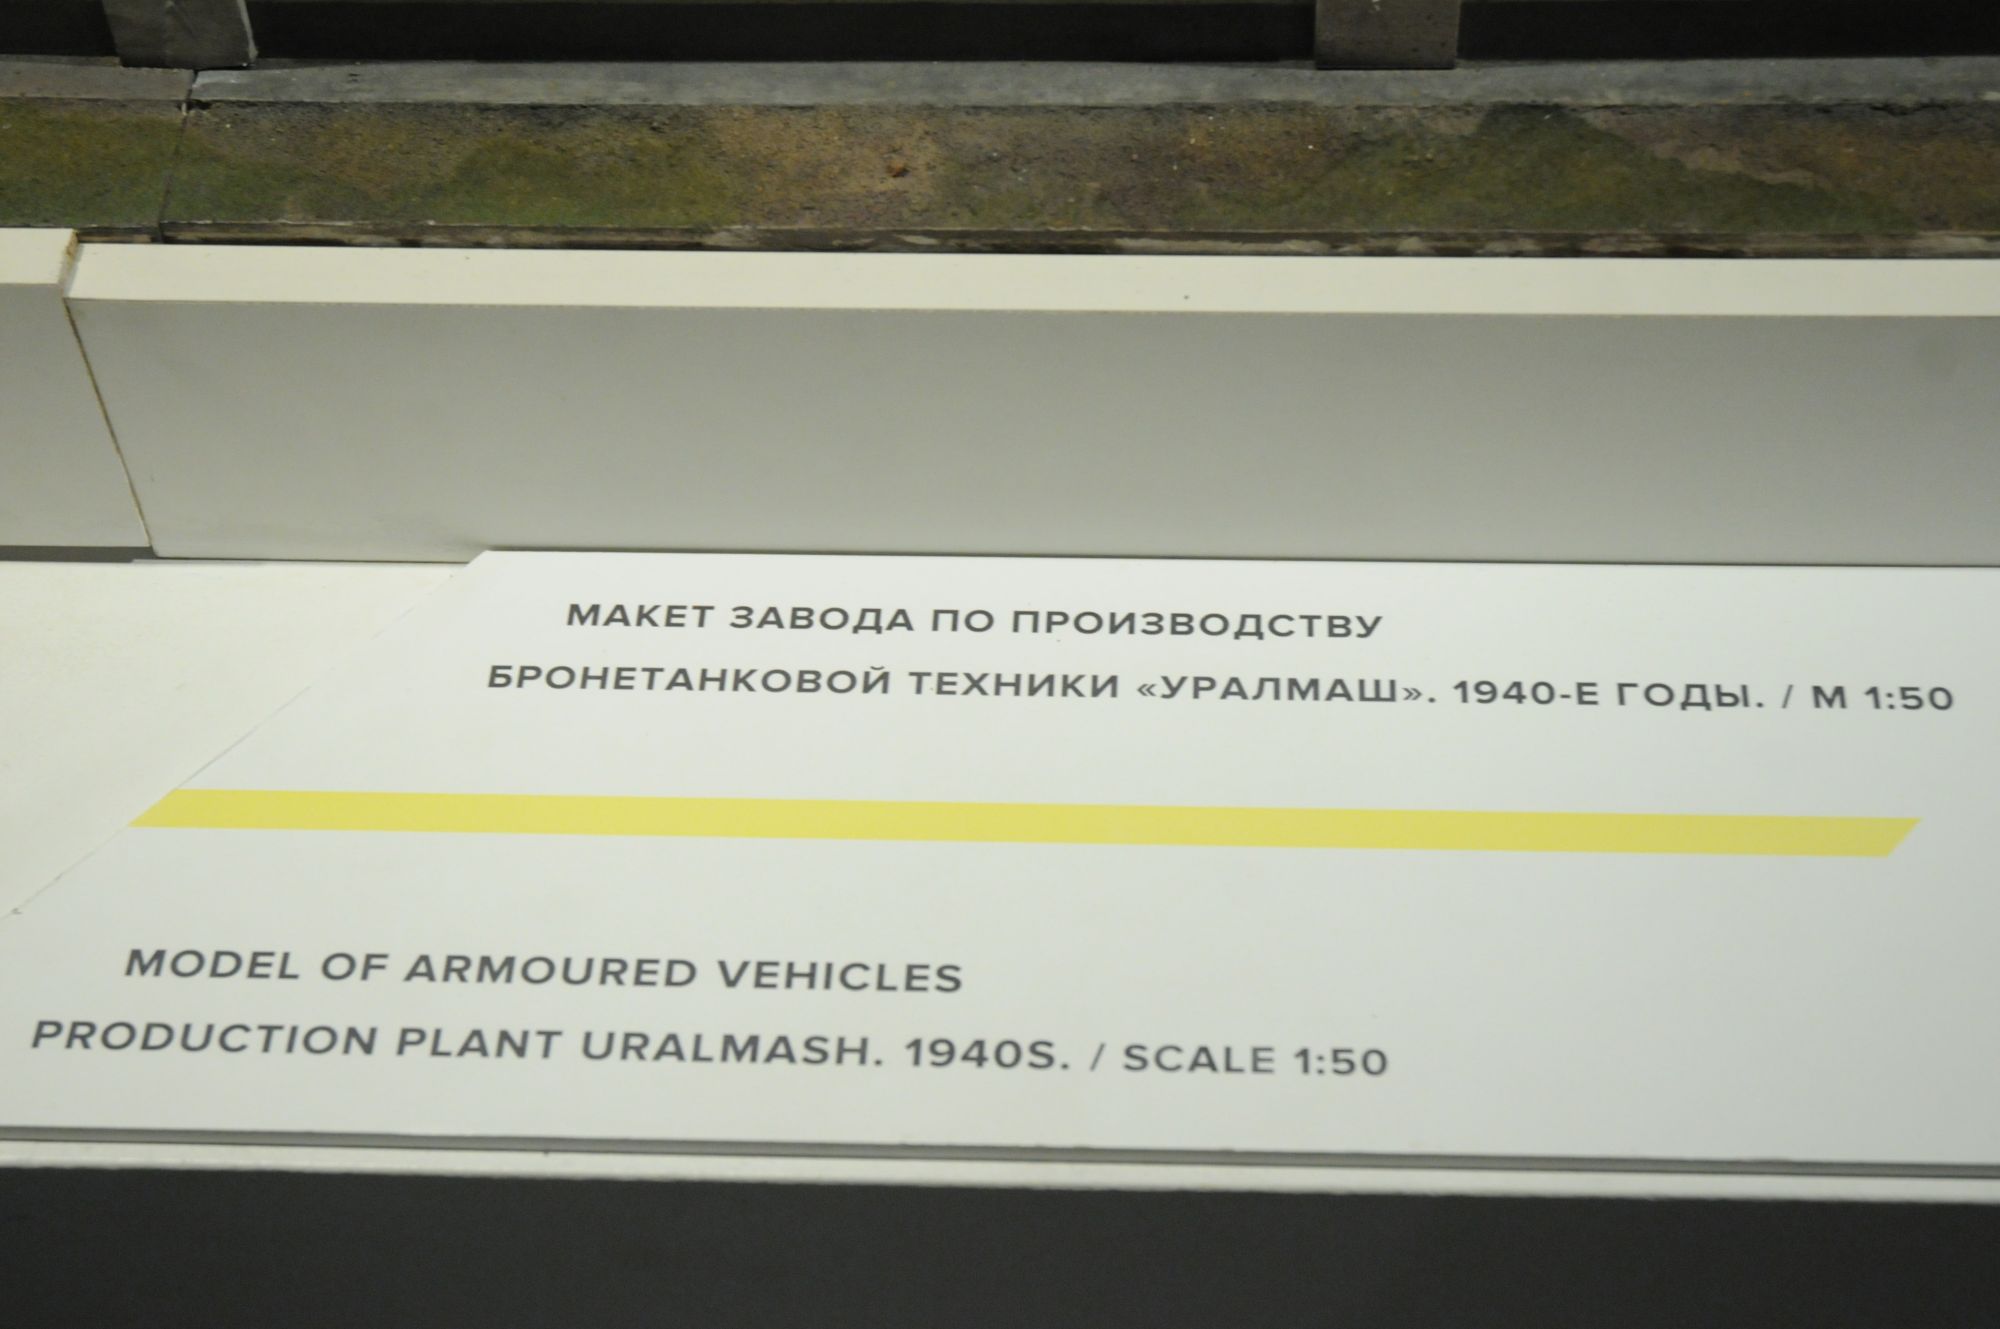 МАКЕТ ЗАВОДА ПО ПРОИЗВОДСТВУ
БРОНЕТАНКОВОЙ ТЕХНИКИ «УРАЛМАШ». 1940-Е ГОДЫ. / М 1:50
MODEL OF ARMOURED VEHICLES
PRODUCTION PLANT URALMASH. 1940S. / SCALE 1:50